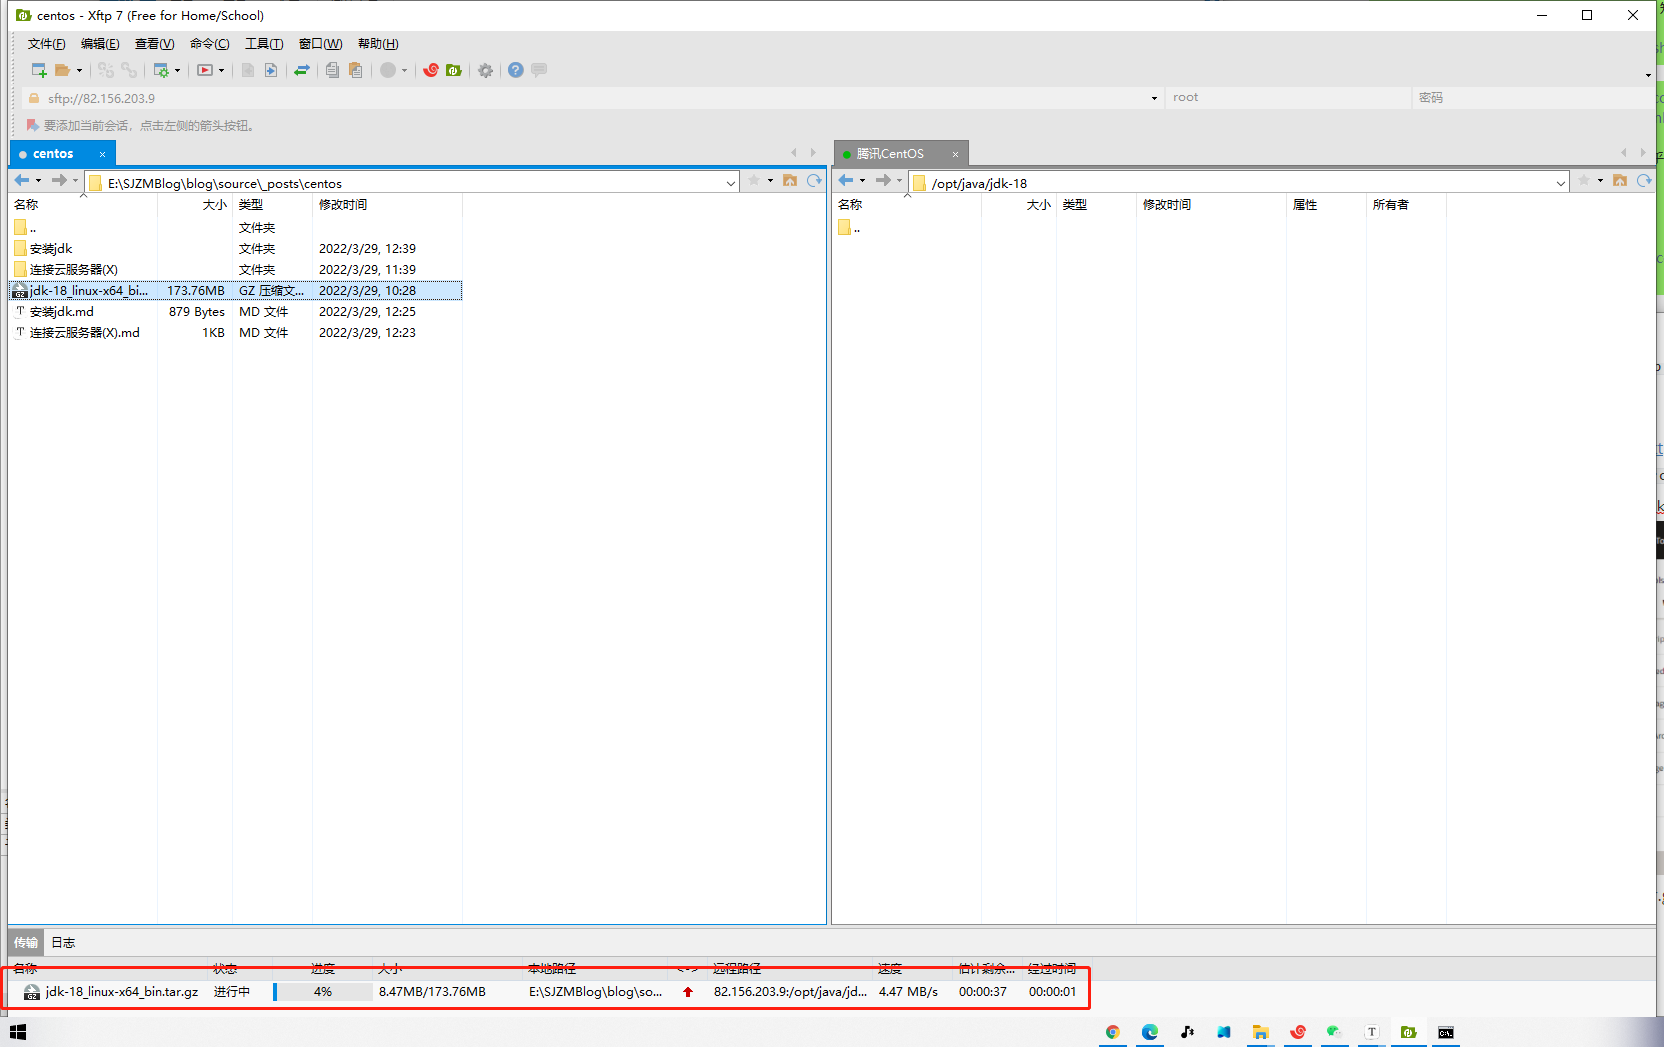 centos - Xftp 7 (Free for Home/School)
文件(F) 编辑(E) 查看(V) 命令(C) 工具(T) 窗口(W) 帮助(H)
sftp://82.156.203.9 root 密码
要添加当前会话，点击左侧的箭头按钮。
centos × 腾讯CentOS ×
E:\SJZMBlog\blog\source\_posts\centos /opt/java/jdk-18
名称 大小 类型 修改时间 名称 大小 类型 修改时间 属性 所有者
.. 文件夹 ..
安装jdk 文件夹 2022/3/29, 12:39
连接云服务器(X) 文件夹 2022/3/29, 11:39
jdk-18_linux-x64_bi... 173.76MB GZ 压缩文... 2022/3/29, 10:28
安装jdk.md 879 Bytes MD 文件 2022/3/29, 12:25
连接云服务器(X).md 1KB MD 文件 2022/3/29, 12:23
传输 日志
名称 状态 进度 大小 本地路径 <-> 远程路径 速度 估计剩余... 经过时间
jdk-18_linux-x64_bin.tar.gz 进行中 4% 8.47MB/173.76MB E:\SJZMBlog\blog\so... 82.156.203.9:/opt/java/jd... 4.47 MB/s 00:00:37 00:00:01